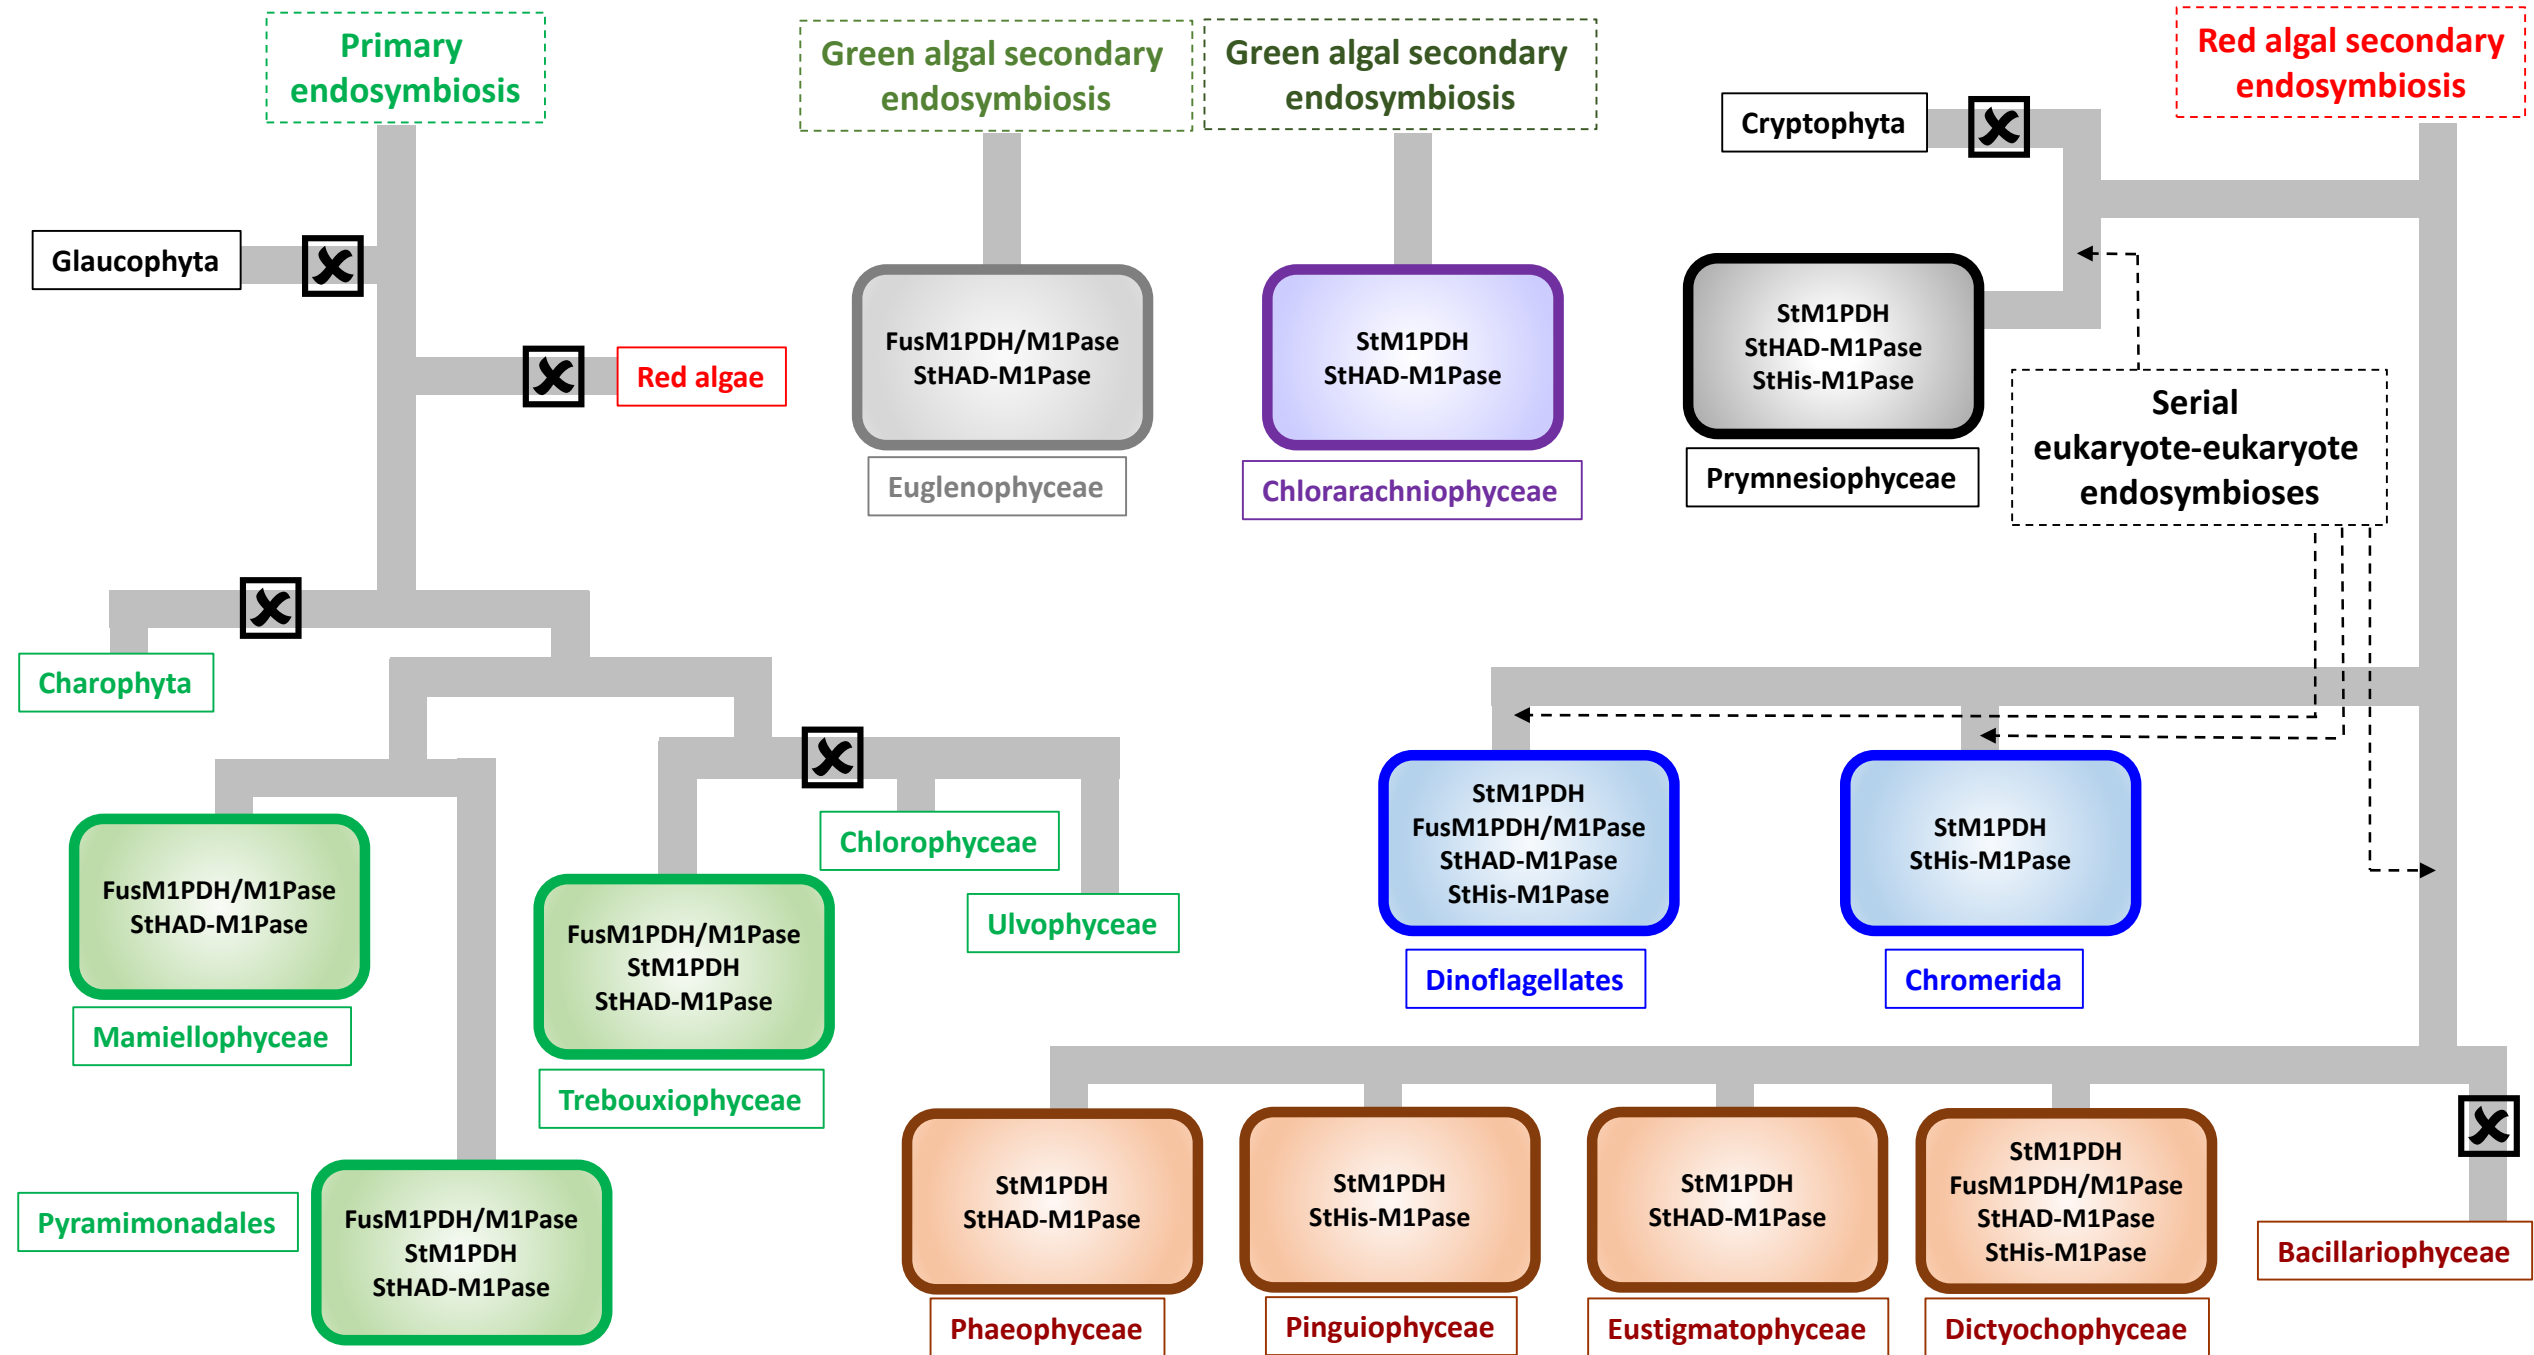 Primary
endosymbiosis
Green algal secondary
endosymbiosis
Green algal secondary
endosymbiosis
Red algal secondary
endosymbiosis
Cryptophyta
Glaucophyta
Red algae
FusM1PDH/M1Pase
StHAD-M1Pase
Euglenophyceae
StM1PDH
StHAD-M1Pase
Chlorarachniophyceae
StM1PDH
StHAD-M1Pase
StHis-M1Pase
Prymnesiophyceae
Serial
eukaryote-eukaryote
endosymbioses
Charophyta
FusM1PDH/M1Pase
StHAD-M1Pase
Mamiellophyceae
FusM1PDH/M1Pase
StM1PDH
StHAD-M1Pase
Trebouxiophyceae
Chlorophyceae
Ulvophyceae
StM1PDH
FusM1PDH/M1Pase
StHAD-M1Pase
StHis-M1Pase
Dinoflagellates
StM1PDH
StHis-M1Pase
Chromerida
Pyramimonadales
FusM1PDH/M1Pase
StM1PDH
StHAD-M1Pase
StM1PDH
StHAD-M1Pase
Phaeophyceae
StM1PDH
StHis-M1Pase
Pinguiophyceae
StM1PDH
StHAD-M1Pase
Eustigmatophyceae
StM1PDH
FusM1PDH/M1Pase
StHAD-M1Pase
StHis-M1Pase
Dictyochophyceae
Bacillariophyceae